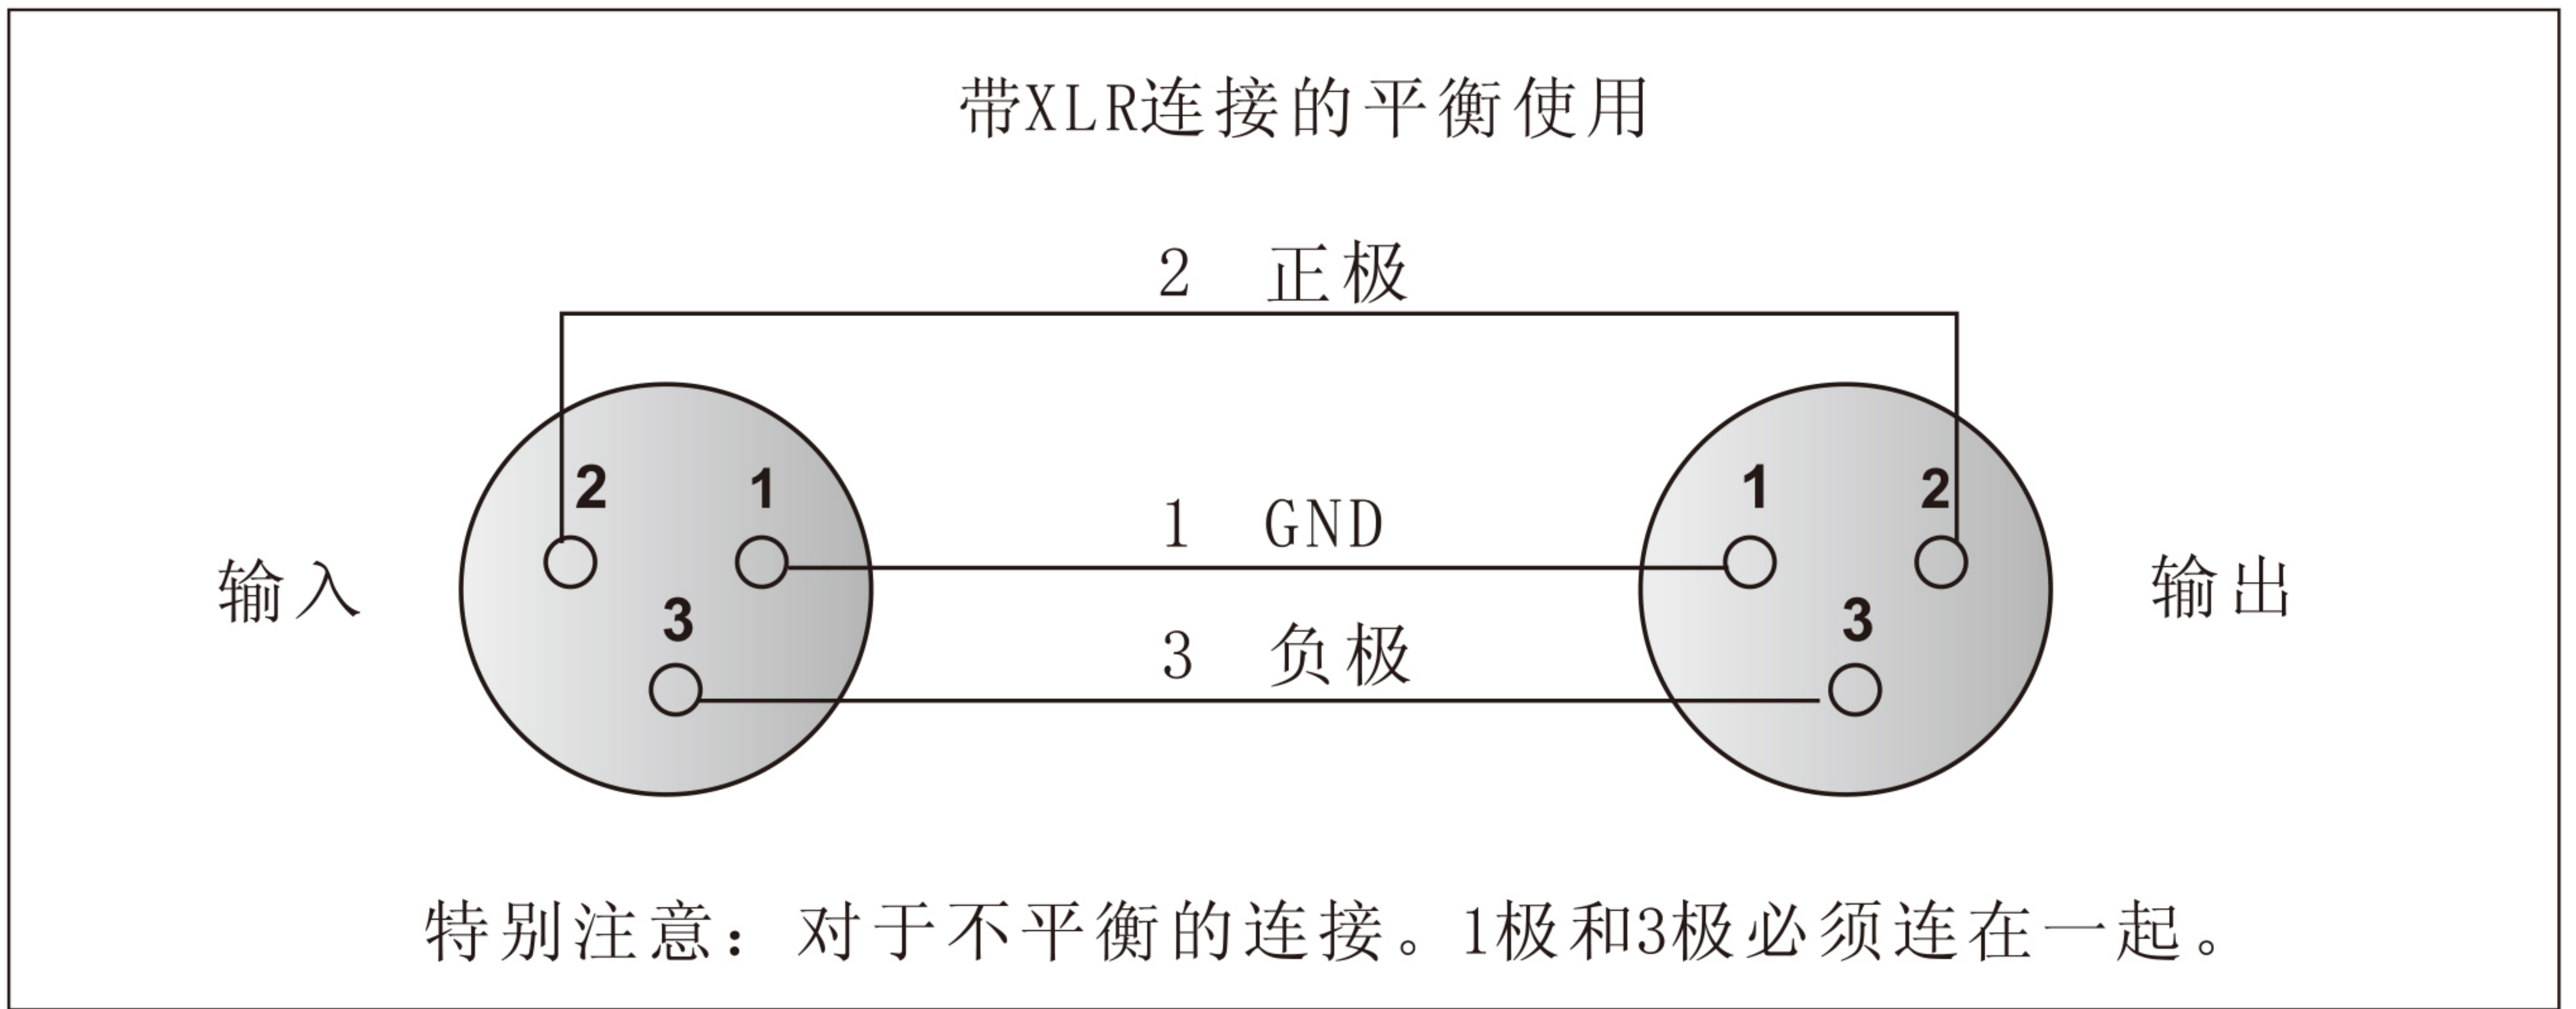 带XLR连接的平衡使用
2 正极
2 1
1 2
1 GND
输入
输出
3
3
3 负极
特别注意：对于不平衡的连接。1极和3极必须连在一起。